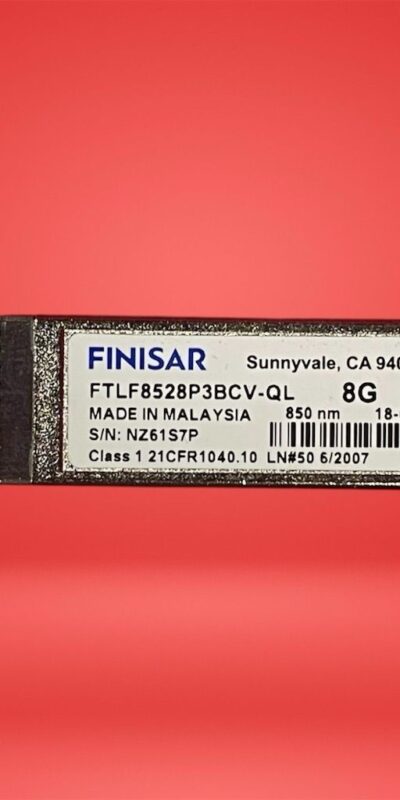 FINISAR Sunnyvale, CA 940
FTLF8528P3BCV-QL 8G
MADE IN MALAYSIA 850 nm 18-
S/N: NZ61S7P
Class 1 21CFR1040.10 LN#50 6/2007